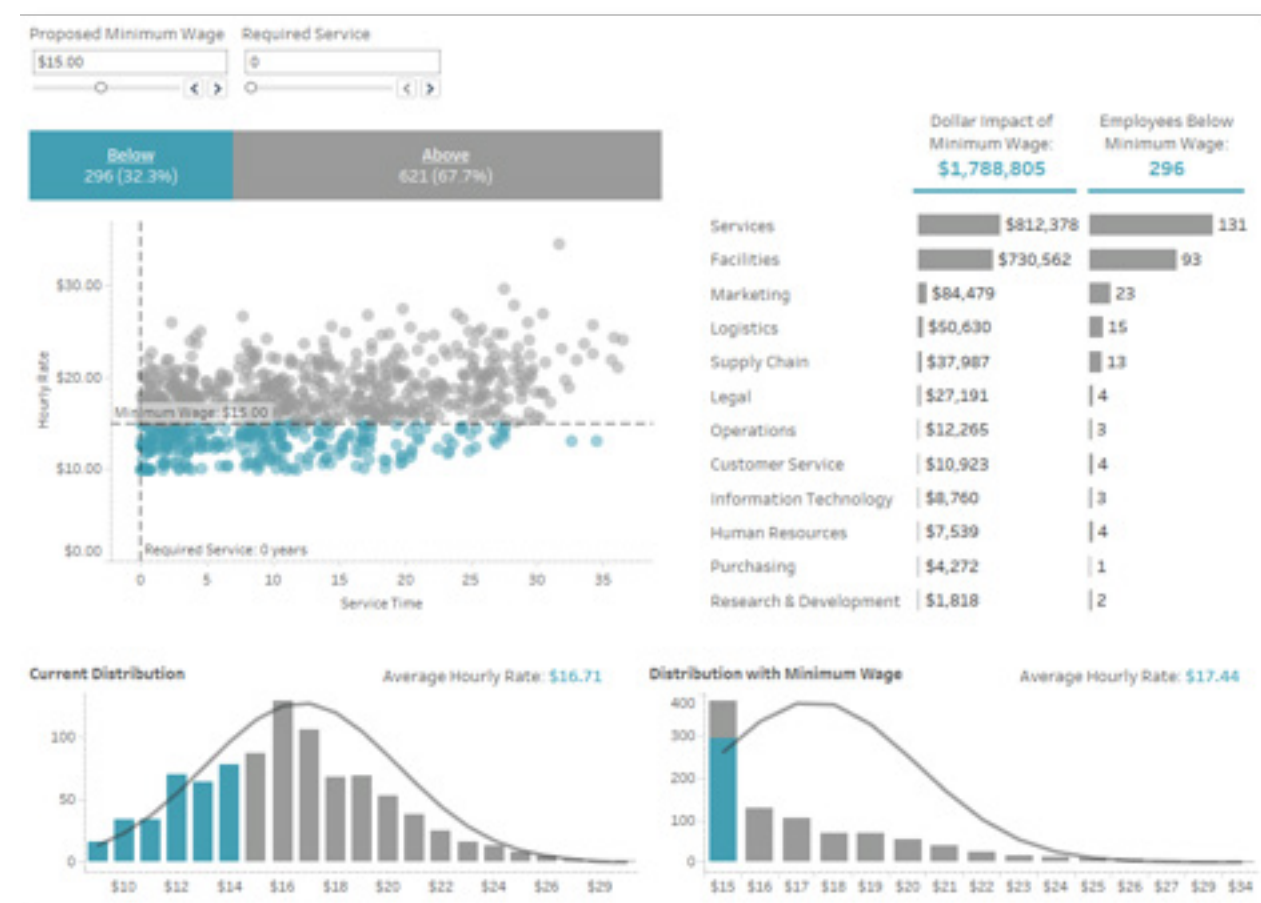 Proposed Minimum Wage Required Service
$15.00 0
Below
296 (32.3%)
Above
621 (67.7%)
$30.00
$20.00
$10.00
$0.00
Hourly Rate
Minimum Wage: $15.00
Required Service: 0 years
0 5 10 15 20 25 30 35
Service Time
Dollar Impact of
Minimum Wage:
$1,788,805
Employees Below
Minimum Wage:
296
Services $812,378 131
Facilities $730,562 93
Marketing $84,479 23
Logistics $50,630 15
Supply Chain $37,987 13
Legal $27,191 4
Operations $12,265 3
Customer Service $10,923 4
Information Technology $8,760 3
Human Resources $7,539 4
Purchasing $4,272 1
Research & Development $1,818 2
Current Distribution Average Hourly Rate: $16.71
100
50
0
$10 $12 $14 $16 $18 $20 $22 $24 $26 $29
Distribution with Minimum Wage Average Hourly Rate: $17.44
400
300
200
100
0
$15 $16 $17 $18 $19 $20 $21 $22 $23 $24 $25 $26 $27 $29 $34